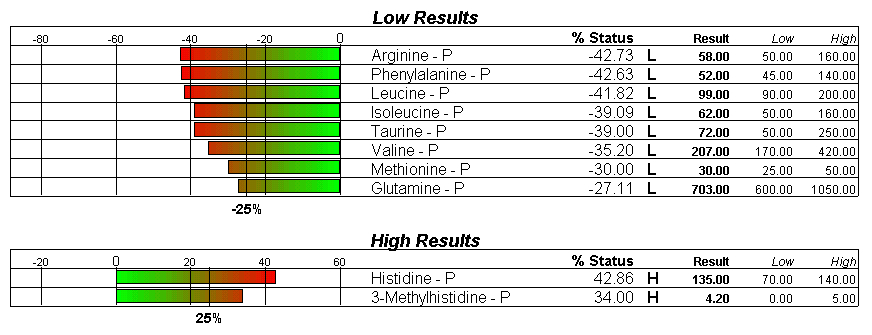 Low Results
-80 -60 -40 -20 0 % Status Result Low High
Arginine - P -42.73 L 58.00 50.00 160.00
Phenylalanine - P -42.63 L 52.00 45.00 140.00
Leucine - P -41.82 L 99.00 90.00 200.00
Isoleucine - P -39.09 L 62.00 50.00 160.00
Taurine - P -39.00 L 72.00 50.00 250.00
Valine - P -35.20 L 207.00 170.00 420.00
Methionine - P -30.00 L 30.00 25.00 50.00
Glutamine - P -27.11 L 703.00 600.00 1050.00
-25%
High Results
-20 0 20 40 60 % Status Result Low High
Histidine - P 42.86 H 135.00 70.00 140.00
3-Methylhistidine - P 34.00 H 4.20 0.00 5.00
25%